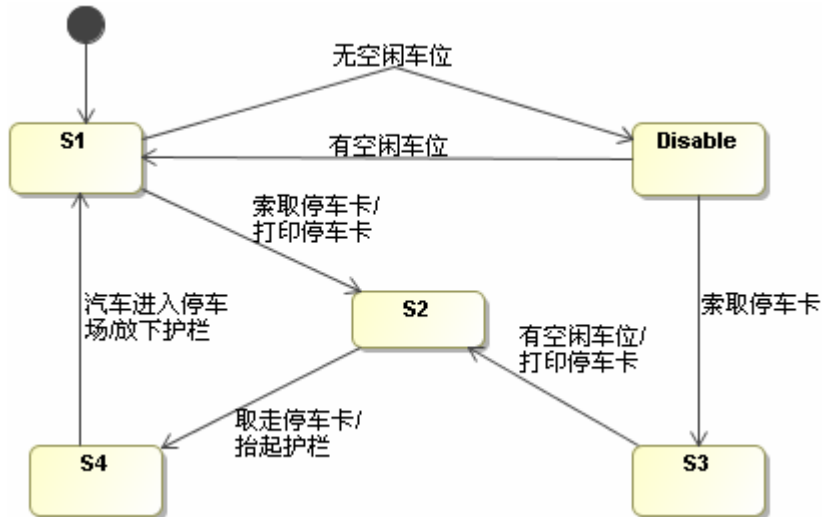 无空闲车位
S1
Disable
有空闲车位
索取停车卡/
打印停车卡
汽车进入停车
场/放下护栏
S2
索取停车卡
有空闲车位/
打印停车卡
取走停车卡/
抬起护栏
S4
S3